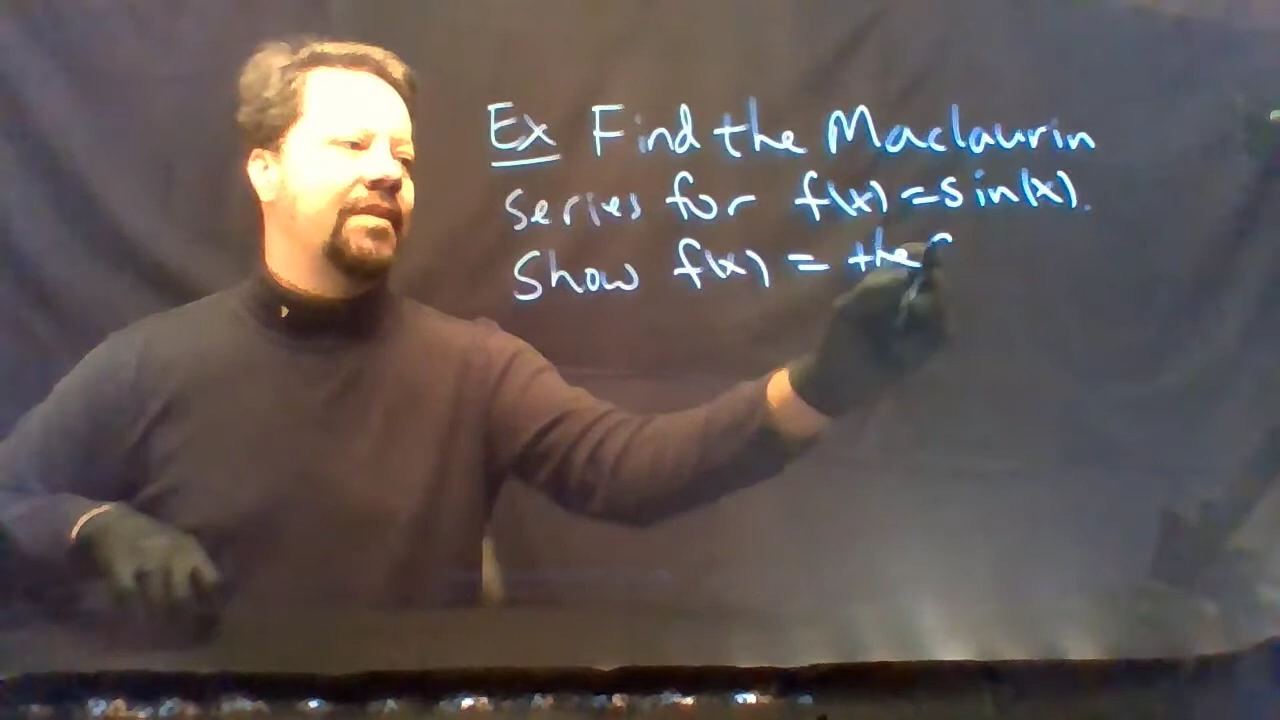 Ex Find the Maclaurin
series for f(x) = sin(x).
Show f(x) = the